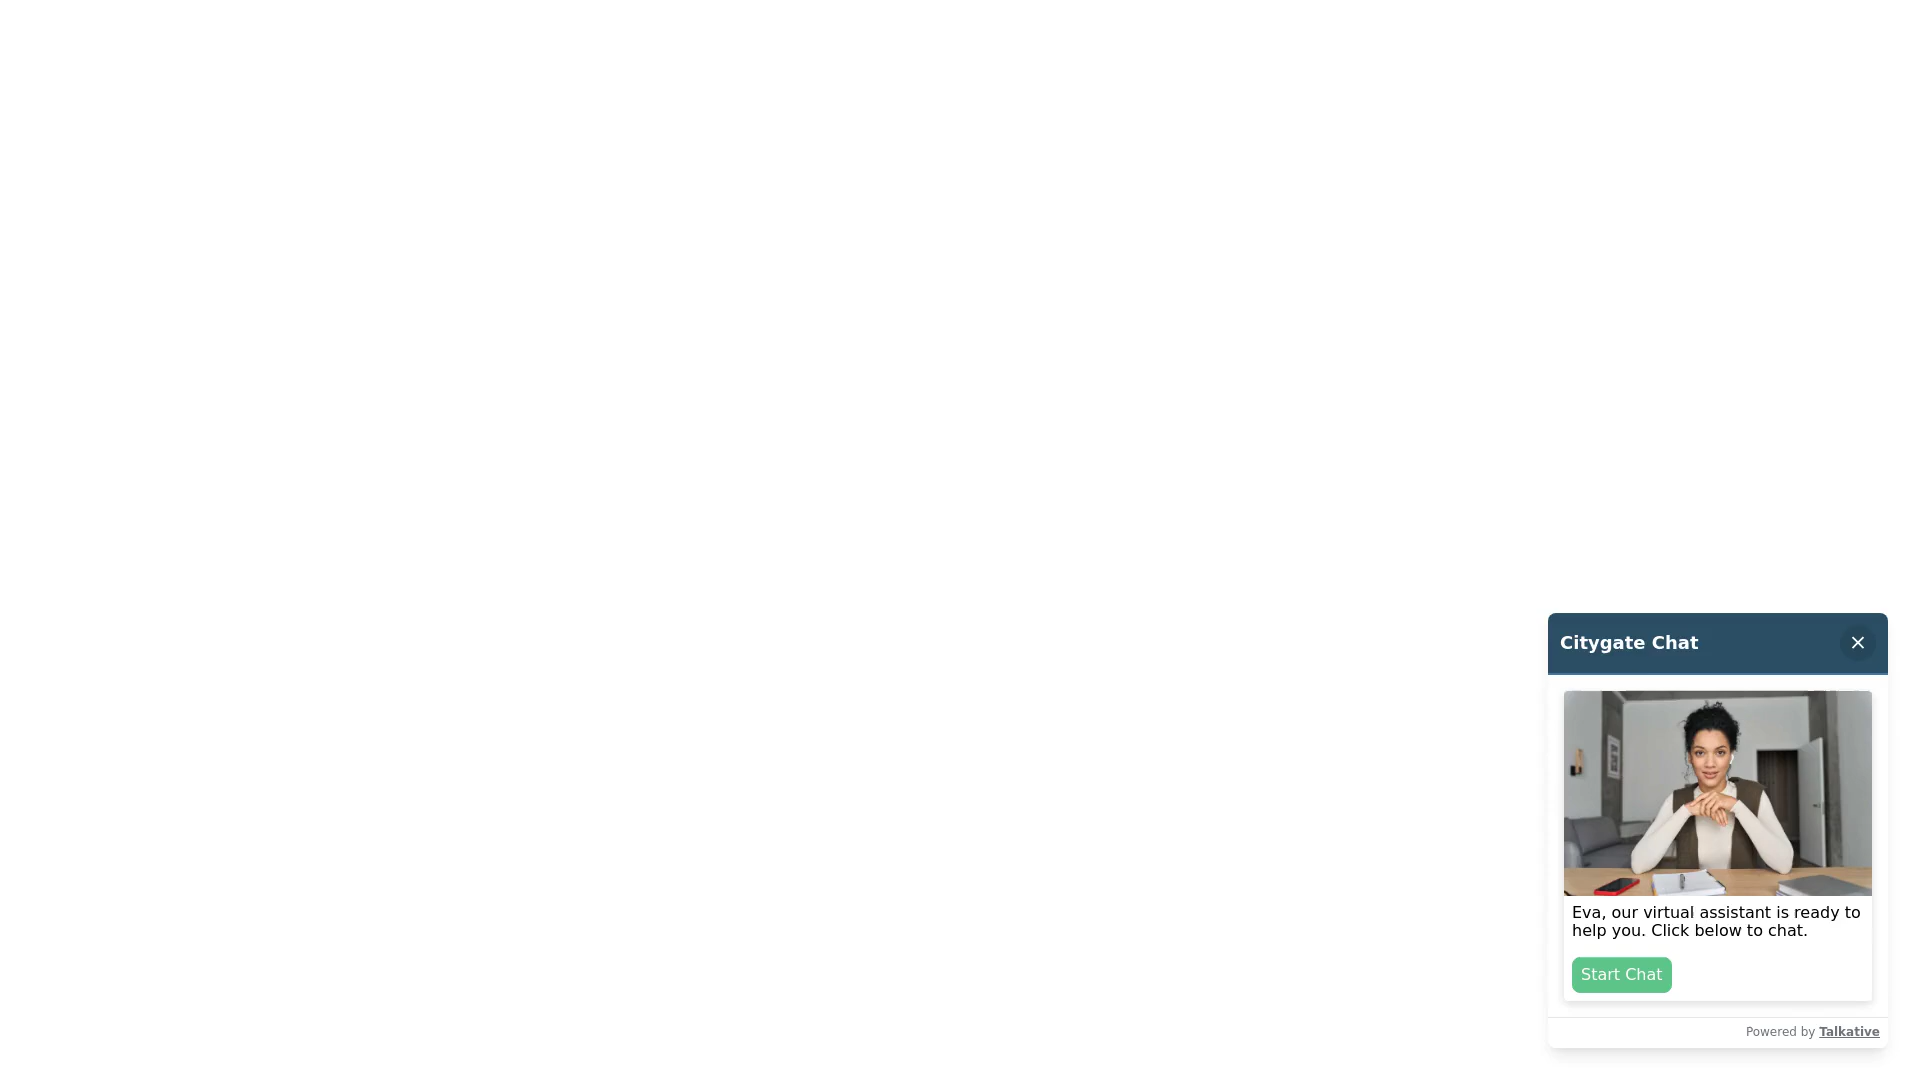 Citygate Chat
Eva, our virtual assistant is ready to
help you. Click below to chat.
Start Chat
Powered by Talkative